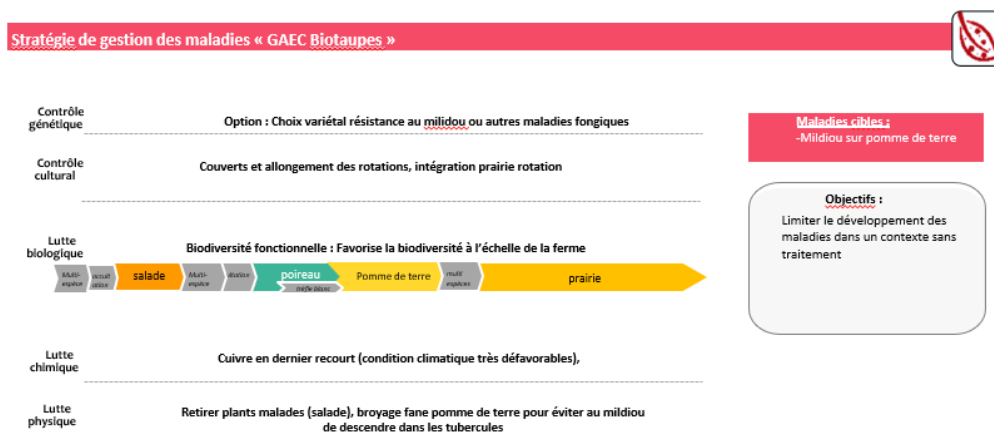 Stratégie de gestion des maladies « GAEC Biotaupes »
Contrôle
génétique
Option : Choix variétal résistance au milidou ou autres maladies fongiques
Maladies cibles :
-Mildiou sur pomme de terre
Contrôle
cultural
Couverts et allongement des rotations, intégration prairie rotation
Objectifs :
Limiter le développement des
maladies dans un contexte sans
traitement
Lutte
biologique
Biodiversité fonctionnelle : Favorise la biodiversité à l'échelle de la ferme
Multi-
espèce
occult
ation
salade
Multi-
espèce
poireau
trèfle blanc
Pomme de terre
multi
espèces
prairie
Lutte
chimique
Cuivre en dernier recourt (condition climatique très défavorables),
Lutte
physique
Retirer plants malades (salade), broyage fane pomme de terre pour éviter au mildiou
de descendre dans les tubercules